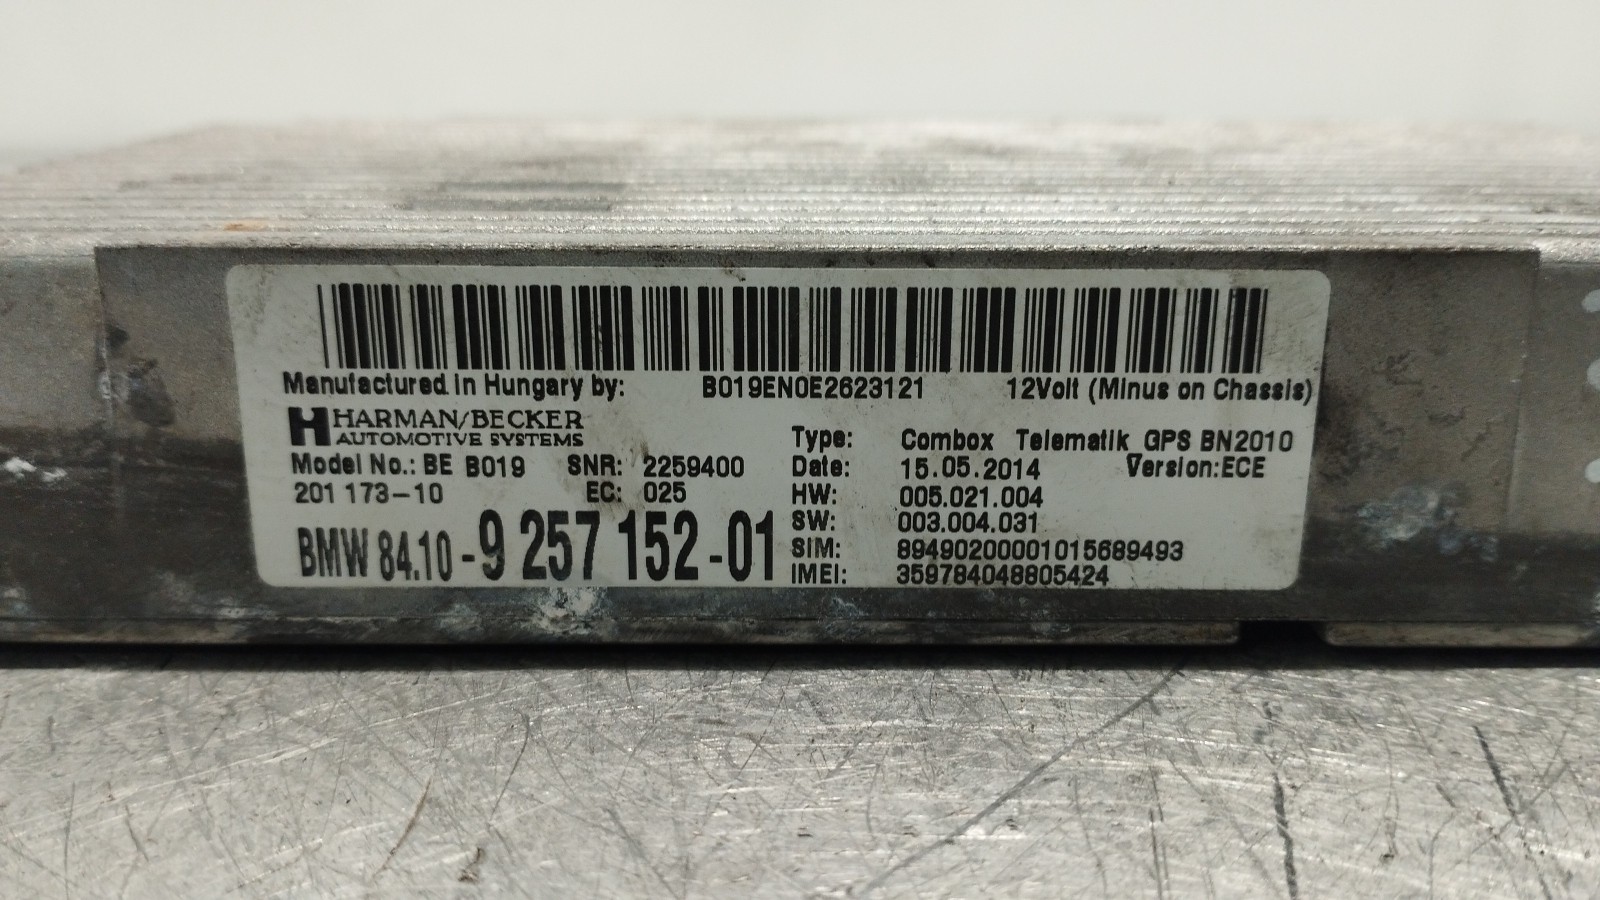 Manufactured in Hungary by: B019EN0E2623121 12Volt (Minus on Chassis)
HARMAN/BECKER
AUTOMOTIVE SYSTEMS
Model No.: BE B019 SNR: 2259400
201 173-10 EC: 025
BMW 84.10-9 257 152-01
Type: Combox Telematik GPS BN2010
Date: 15.05.2014 Version:ECE
HW: 005.021.004
SW: 003.004.031
SIM: 89490200001015689493
IMEI: 359784048805424